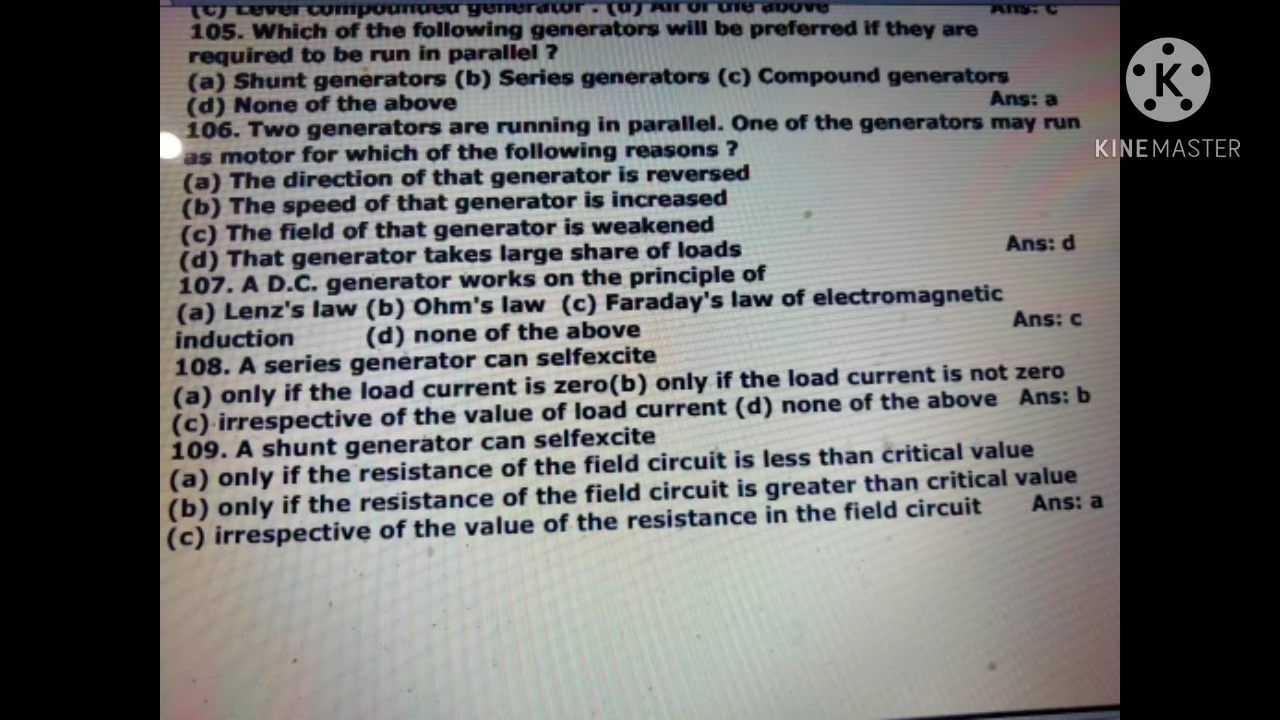 (c) Level compounded generator . (d) All of the above Ans: c
105. Which of the following generators will be preferred if they are
required to be run in parallel ?
(a) Shunt generators (b) Series generators (c) Compound generators
(d) None of the above Ans: a
106. Two generators are running in parallel. One of the generators may run
as motor for which of the following reasons ?
(a) The direction of that generator is reversed
(b) The speed of that generator is increased
(c) The field of that generator is weakened
(d) That generator takes large share of loads Ans: d
107. A D.C. generator works on the principle of
(a) Lenz's law (b) Ohm's law (c) Faraday's law of electromagnetic
induction (d) none of the above Ans: c
108. A series generator can selfexcite
(a) only if the load current is zero(b) only if the load current is not zero
(c) irrespective of the value of load current (d) none of the above Ans: b
109. A shunt generator can selfexcite
(a) only if the resistance of the field circuit is less than critical value
(b) only if the resistance of the field circuit is greater than critical value
(c) irrespective of the value of the resistance in the field circuit Ans: a
K
KINEMASTER